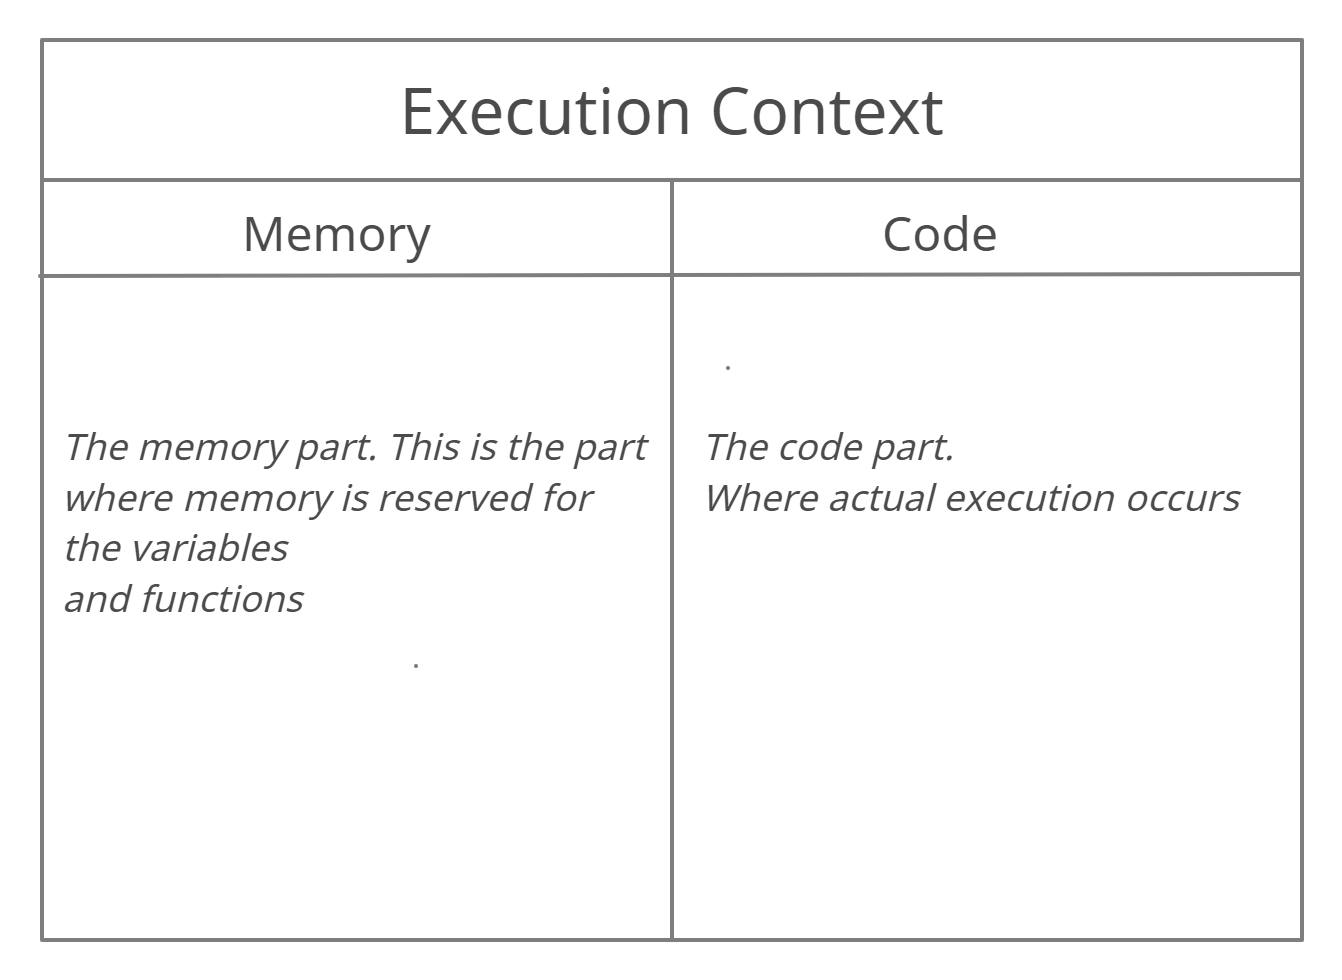 Execution Context
Memory
Code
The memory part. This is the part
where memory is reserved for
the variables
and functions
The code part.
Where actual execution occurs